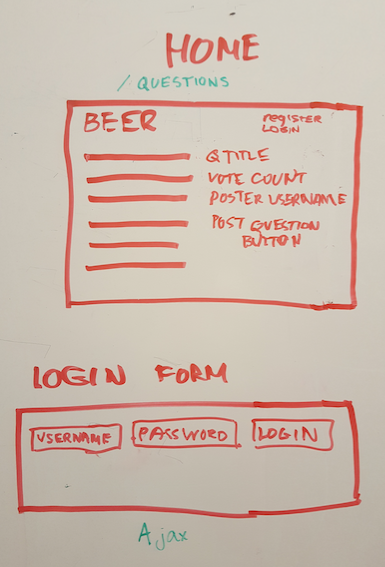 HOME
/QUESTIONS
BEER
register
LOGIN
Q TITLE
VOTE COUNT
POSTER USERNAME
POST QUESTION
BUTTON
LOGIN FORM
USERNAME PASSWORD LOGIN
Ajax